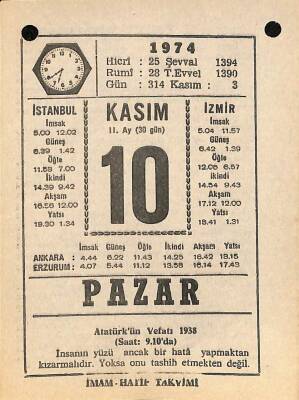 1974
Hicrî : 25 Şevval 1394
Rumî : 28 T.Evvel 1390
Gün : 314 Kasım : 3
İSTANBUL
İmsak
5.00 12.02
Güneş
6.39 1.42
Öğle
11.58 7.00
İkindi
14.39 9.42
Akşam
16.58 12.00
Yatsı
18.30 1.34
KASIM
11. Ay (30 gün)
10
İZMİR
İmsak
5.04 11.57
Güneş
6.42 1.39
Öğle
12.06 6.57
İkindi
14.54 9.43
Akşam
17.12 12.00
Yatsı
18.41 1.31
İmsak Güneş Öğle İkindi Akşam Yatsı
ANKARA : 4.44 6.22 11.43 14.25 16.42 18.15
ERZURUM : 4.07 5.44 11.12 13.58 16.14 17.43
PAZAR
Atatürk'ün Vefatı 1938
(Saat: 9.10'da)
İnsanın yüzü ancak bir hatâ yapmaktan
kızarmalıdır. Yoksa onu tashih etmekten değil.
İMAM-HATİP TAKVİMİ